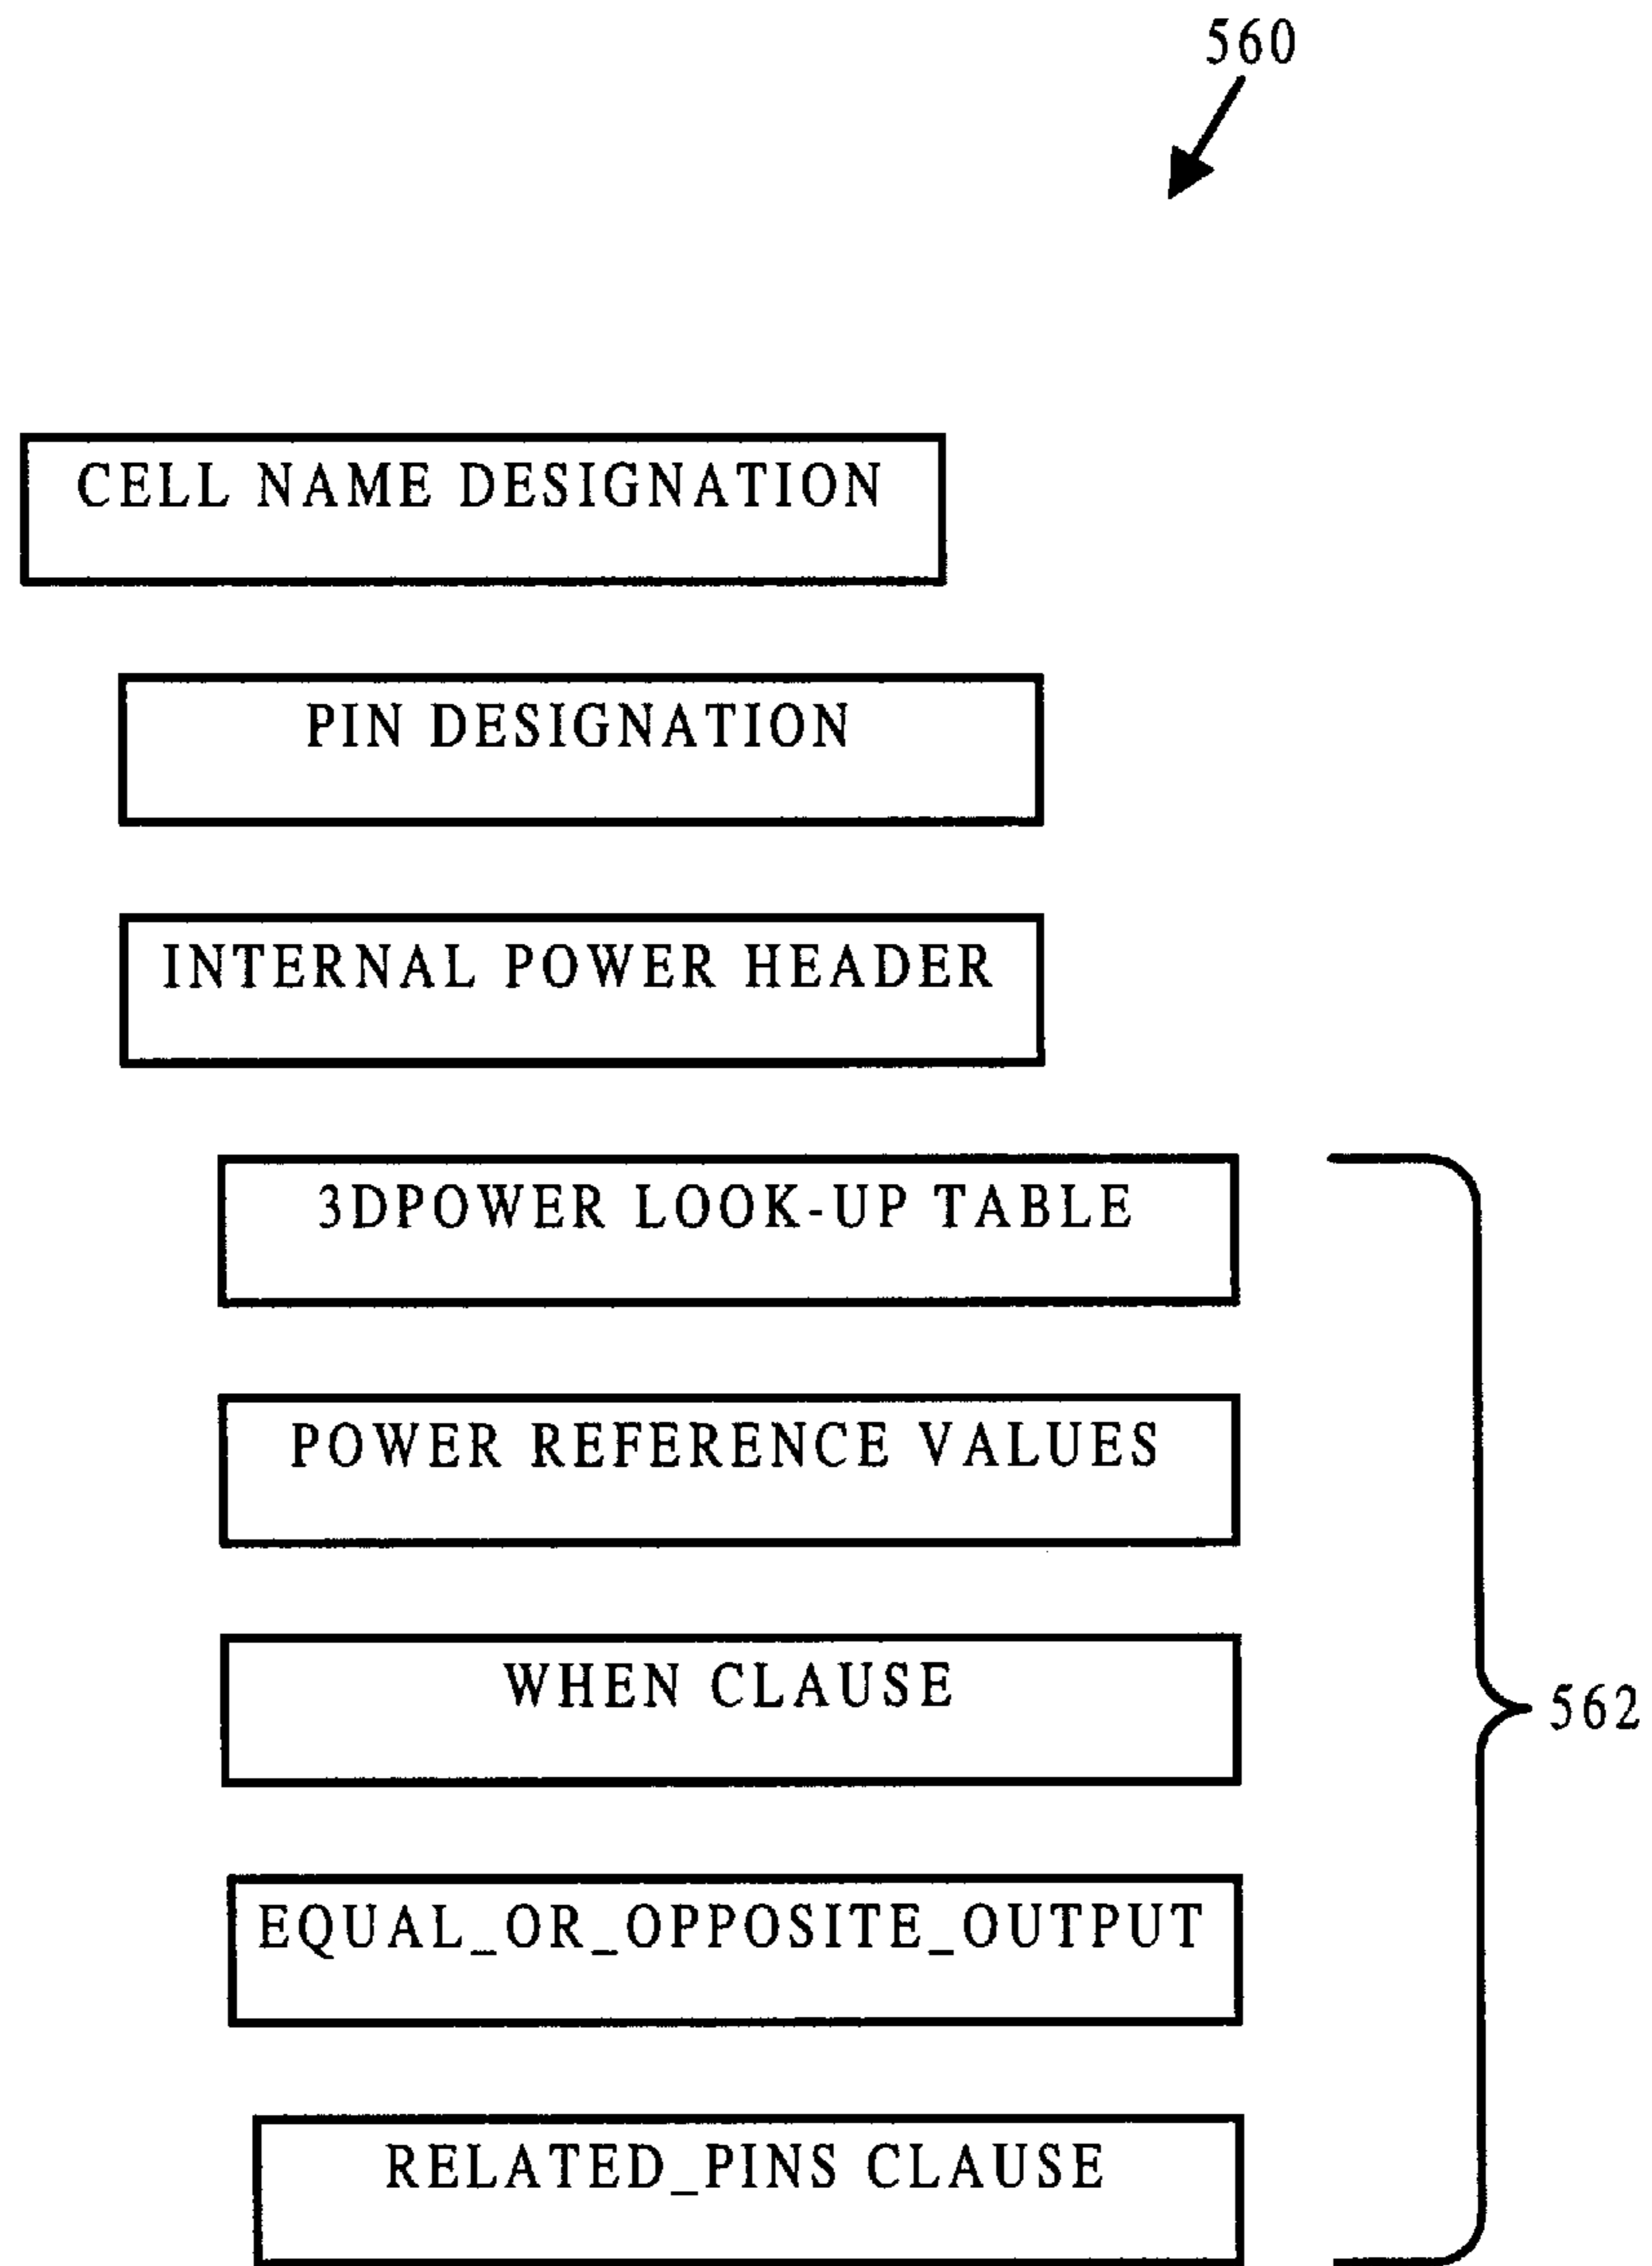 560
CELL NAME DESIGNATION
PIN DESIGNATION
INTERNAL POWER HEADER
3DPOWER LOOK-UP TABLE
POWER REFERENCE VALUES
WHEN CLAUSE
562
EQUAL_OR_OPPOSITE_OUTPUT
RELATED_PINS CLAUSE